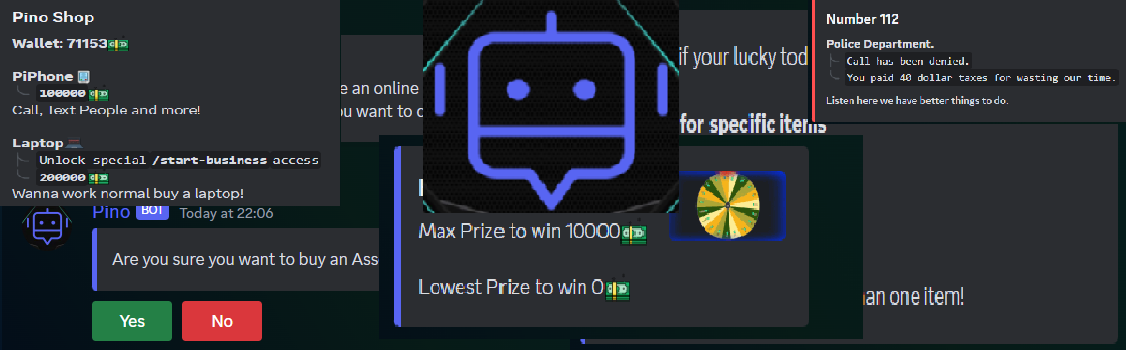 Pino Shop
Wallet: 71153
PiPhone
100000
Call, Text People and more!
Laptop
Unlock special /start-business access
200000
Wanna work normal buy a laptop!
e an online
u want to
Pino BOT Today at 22:06
Are you sure you want to buy an Ass
Yes No
if your lucky tod
for specific items
Max Prize to win 10000
Lowest Prize to win 0
an one item!
Number 112
Police Department.
Call has been denied.
You paid 40 dollar taxes for wasting our time.
Listen here we have better things to do.